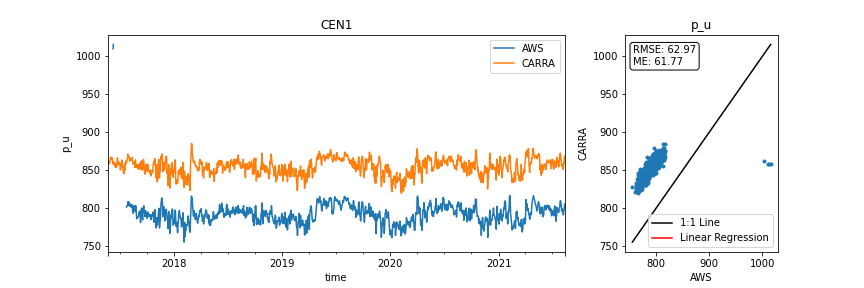 CEN1
p_u
1000
950
900
850
800
750
2018
2019
2020
2021
time
AWS
CARRA
p_u
CARRA
1000
950
900
850
800
750
800
900
1000
AWS
RMSE: 62.97
ME: 61.77
1:1 Line
Linear Regression